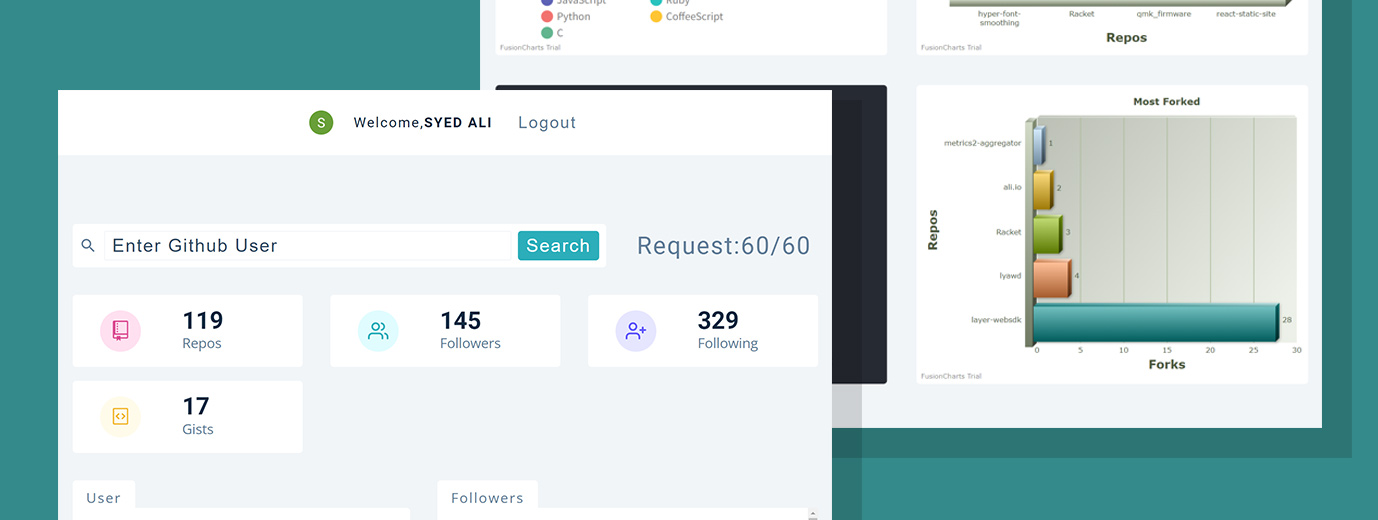 JavaScript
Ruby
Python
CoffeeScript
C
FusionCharts Trial
hyper-font-
smoothing
Racket
qmk_firmware
react-static-site
Repos
FusionCharts Trial
S
Welcome,SYED ALI
Logout
Enter Github User
Search
Request:60/60
119
Repos
145
Followers
329
Following
17
Gists
User
Followers
Most Forked
Repos
metrics2-aggregator
1
ali.io
2
Racket
3
lyawd
4
layer-websdk
28
0 5 10 15 20 25 30
Forks
FusionCharts Trial